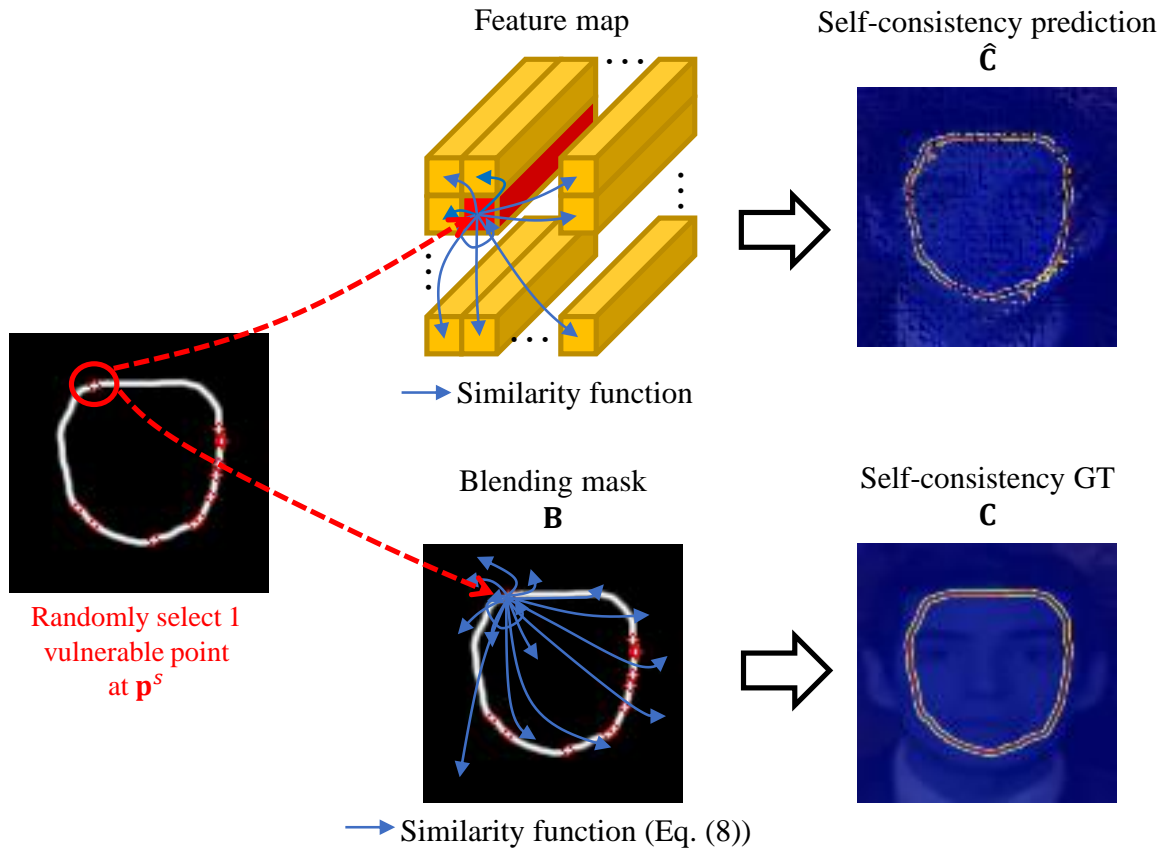 Feature map
Self-consistency prediction
Ĉ
Similarity function
Randomly select 1
vulnerable point
at pˢ
Blending mask
B
Self-consistency GT
C
Similarity function (Eq. (8))